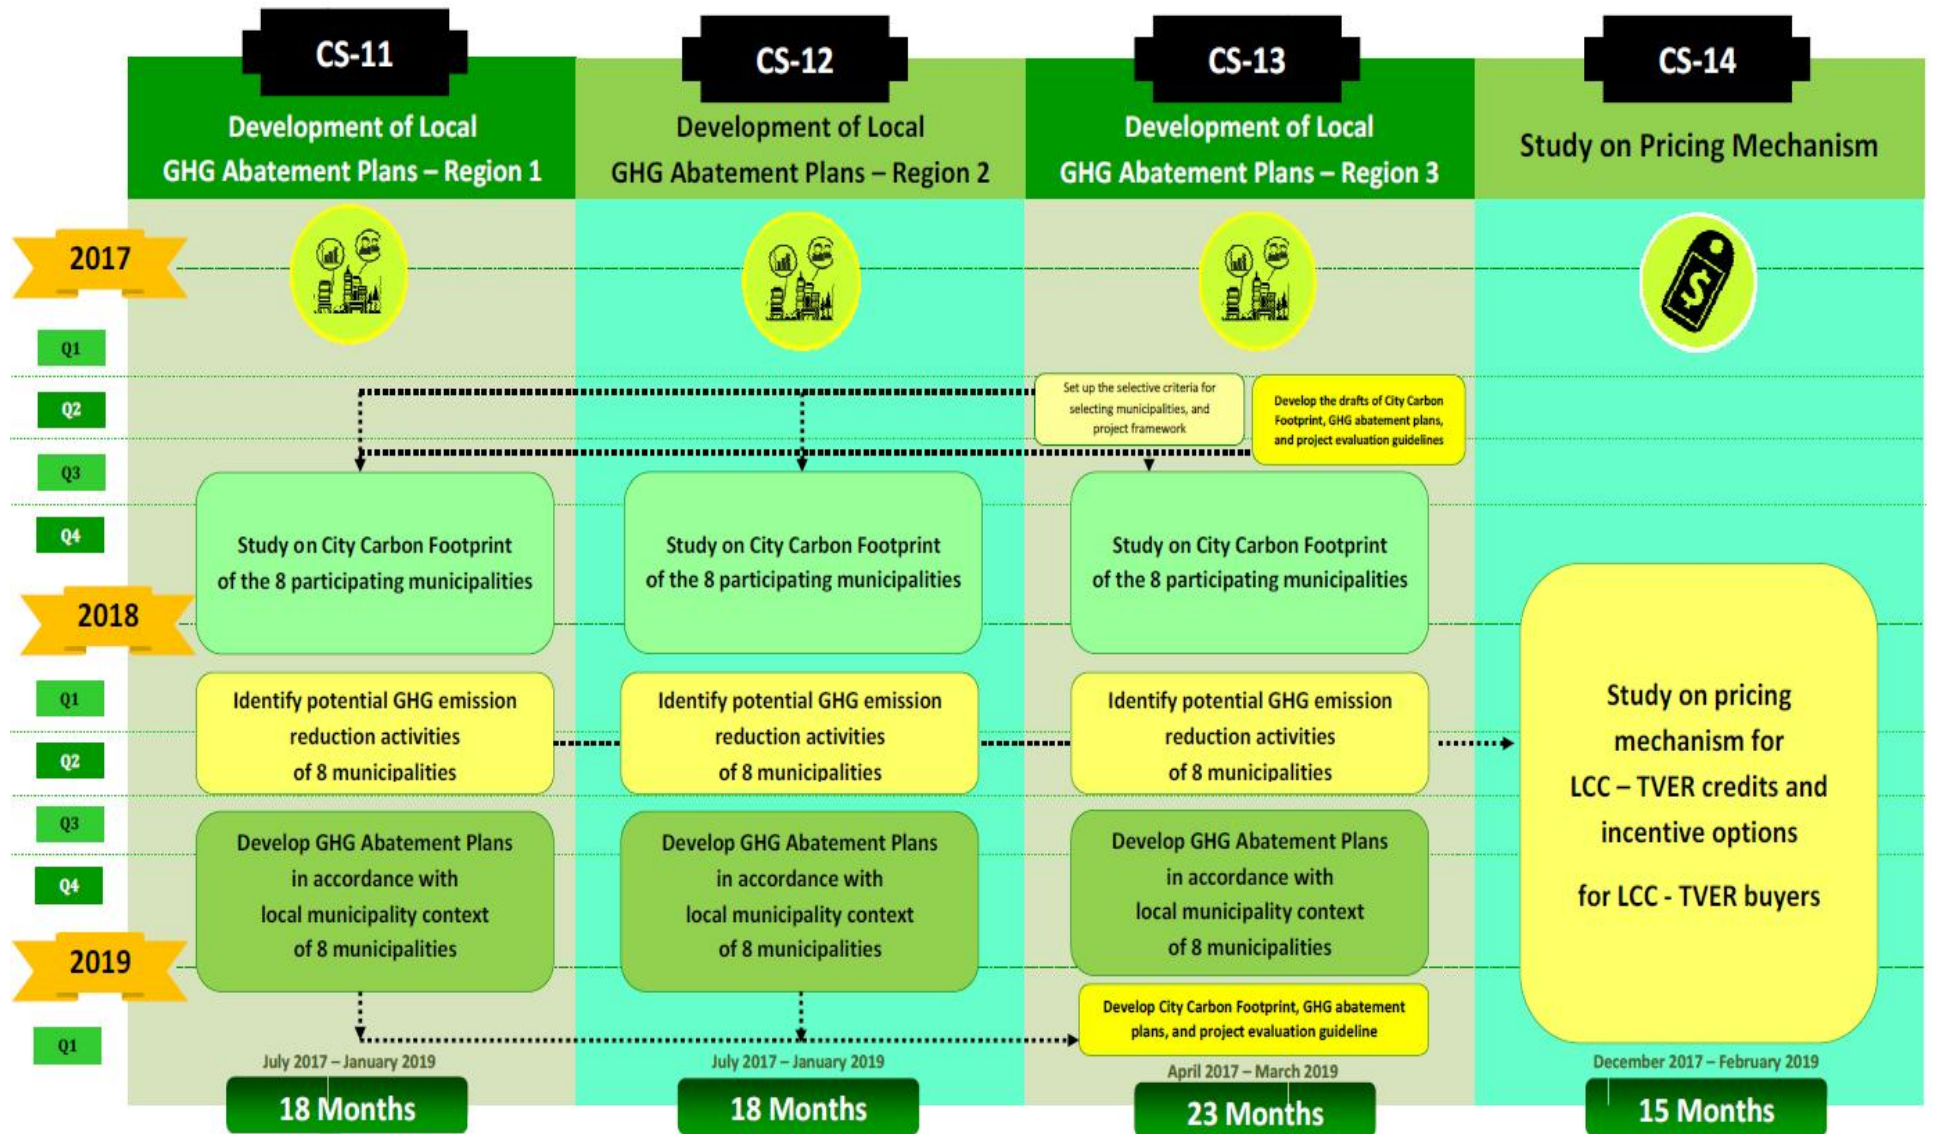 CS-11
CS-12
CS-13
CS-14
Development of Local
GHG Abatement Plans – Region 1
Development of Local
GHG Abatement Plans – Region 2
Development of Local
GHG Abatement Plans – Region 3
Study on Pricing Mechanism
2017
$
Q1
Q2
Set up the selective criteria for
selecting municipalities, and
project framework
Develop the drafts of City Carbon
Footprint, GHG abatement plans,
and project evaluation guidelines
Q3
Q4
Study on City Carbon Footprint
of the 8 participating municipalities
Study on City Carbon Footprint
of the 8 participating municipalities
Study on City Carbon Footprint
of the 8 participating municipalities
2018
Q1
Q2
Identify potential GHG emission
reduction activities
of 8 municipalities
Identify potential GHG emission
reduction activities
of 8 municipalities
Identify potential GHG emission
reduction activities
of 8 municipalities
Study on pricing
mechanism for
LCC – TVER credits and
incentive options
for LCC - TVER buyers
Q3
Q4
Develop GHG Abatement Plans
in accordance with
local municipality context
of 8 municipalities
Develop GHG Abatement Plans
in accordance with
local municipality context
of 8 municipalities
Develop GHG Abatement Plans
in accordance with
local municipality context
of 8 municipalities
2019
Q1
Develop City Carbon Footprint, GHG abatement
plans, and project evaluation guideline
July 2017 – January 2019
18 Months
July 2017 – January 2019
18 Months
April 2017 – March 2019
23 Months
December 2017 – February 2019
15 Months